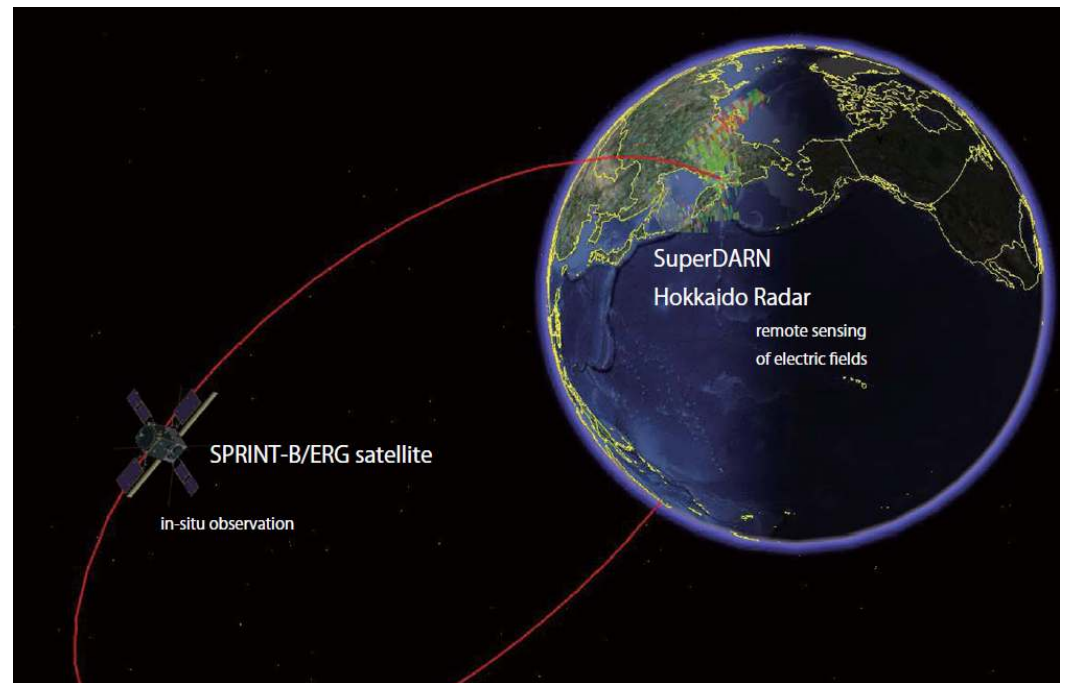 SuperDARN
Hokkaido Radar
remote sensing
of electric fields
SPRINT-B/ERG satellite
in-situ observation